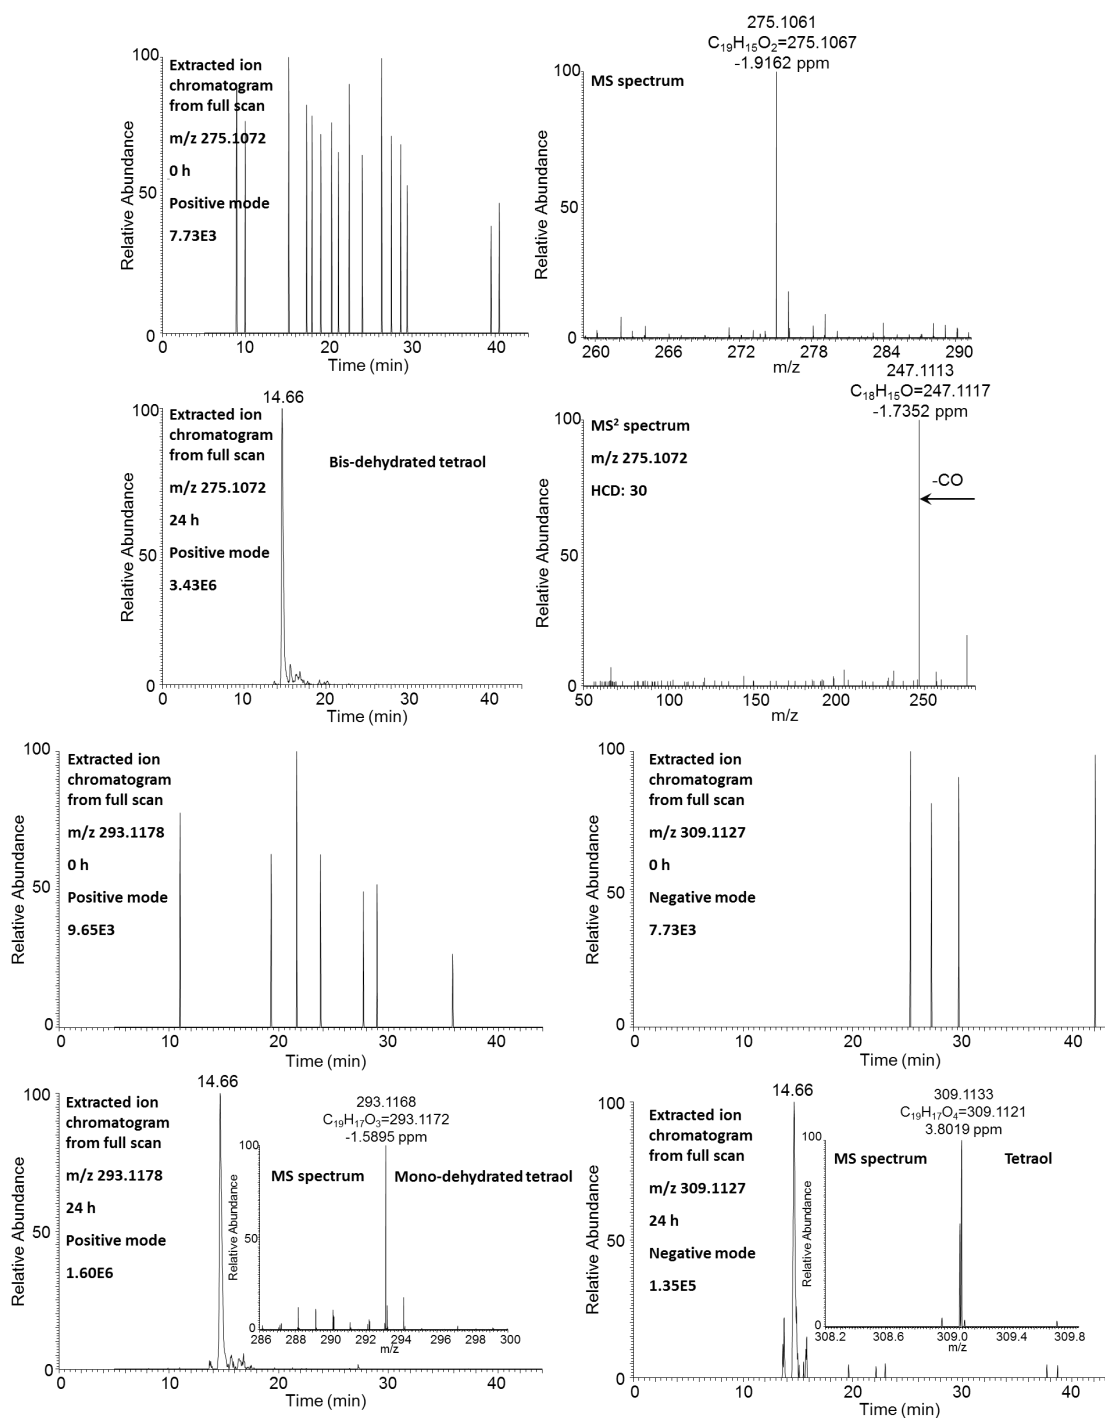 100
50
0
Relative Abundance
Extracted ion
chromatogram
from full scan
m/z 275.1072
0 h
Positive mode
7.73E3
0
10
20
30
40
Time (min)
275.1061
C₁₉H₁₅O₂=275.1067
-1.9162 ppm
100
50
0
Relative Abundance
MS spectrum
260
266
272
278
284
290
m/z
14.66
100
50
0
Relative Abundance
Extracted ion
chromatogram
from full scan
m/z 275.1072
24 h
Positive mode
3.43E6
Bis-dehydrated tetraol
0
10
20
30
40
Time (min)
247.1113
C₁₈H₁₅O=247.1117
-1.7352 ppm
100
50
0
Relative Abundance
MS² spectrum
m/z 275.1072
HCD: 30
-CO
50
100
150
200
250
m/z
100
50
0
Relative Abundance
Extracted ion
chromatogram
from full scan
m/z 293.1178
0 h
Positive mode
9.65E3
0
10
20
30
40
Time (min)
100
50
0
Relative Abundance
Extracted ion
chromatogram
from full scan
m/z 309.1127
0 h
Negative mode
7.73E3
0
10
20
30
40
Time (min)
14.66
100
50
0
Relative Abundance
Extracted ion
chromatogram
from full scan
m/z 293.1178
24 h
Positive mode
1.60E6
293.1168
C₁₉H₁₇O₃=293.1172
-1.5895 ppm
100
50
0
Relative Abundance
MS spectrum
Mono-dehydrated tetraol
286
288
290
292
294
296
298
300
m/z
0
10
20
30
40
Time (min)
14.66
100
50
0
Relative Abundance
Extracted ion
chromatogram
from full scan
m/z 309.1127
24 h
Negative mode
1.35E5
309.1133
C₁₉H₁₇O₄=309.1121
3.8019 ppm
100
0
Relative Abundance
MS spectrum
Tetraol
308.2
308.6
309.0
309.4
309.8
m/z
0
10
20
30
40
Time (min)